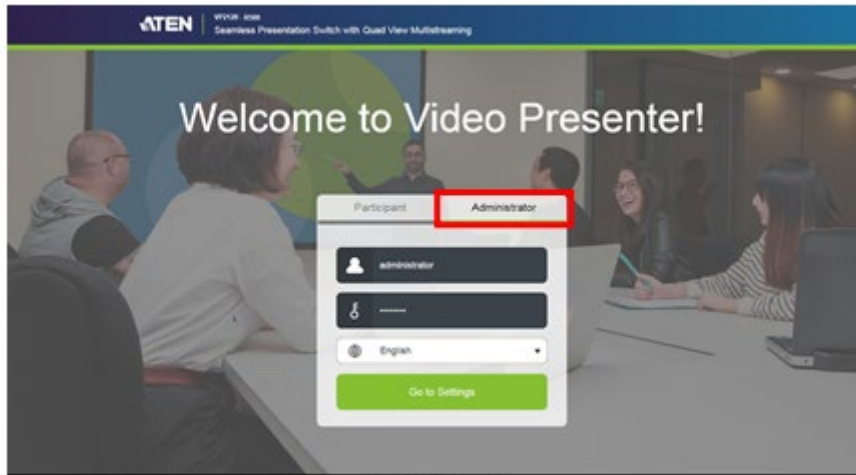 ATEN
Seamless Presentation Switch with Quad View Multistreaming
Welcome to Video Presenter!
Participant
Administrator
administrator
English
Go to Settings